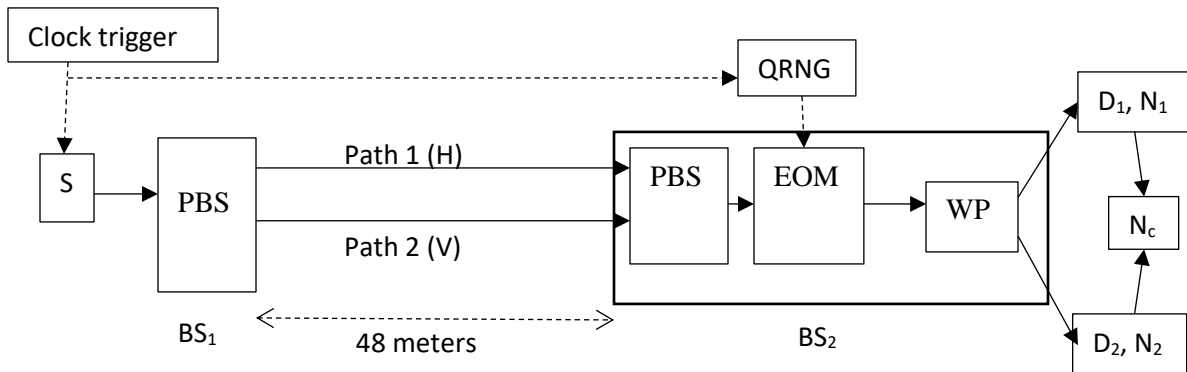 Clock trigger
QRNG
D₁, N₁
S
PBS
Path 1 (H)
PBS
EOM
WP
N_c
Path 2 (V)
BS₁
48 meters
BS₂
D₂, N₂